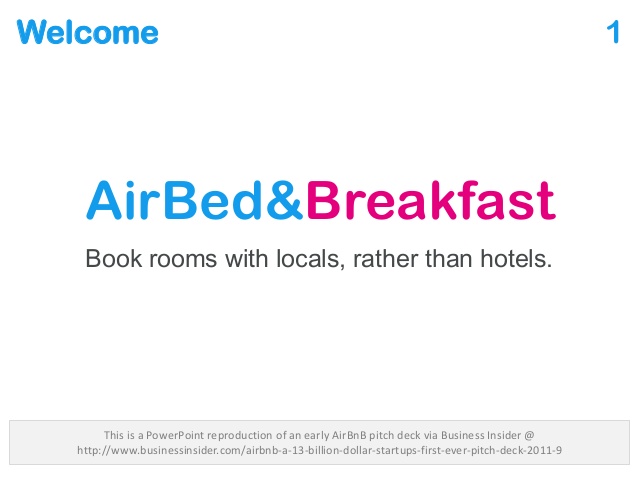 Welcome 1
AirBed&Breakfast
Book rooms with locals, rather than hotels.
This is a PowerPoint reproduction of an early AirBnB pitch deck via Business Insider @
http://www.businessinsider.com/airbnb-a-13-billion-dollar-startups-first-ever-pitch-deck-2011-9